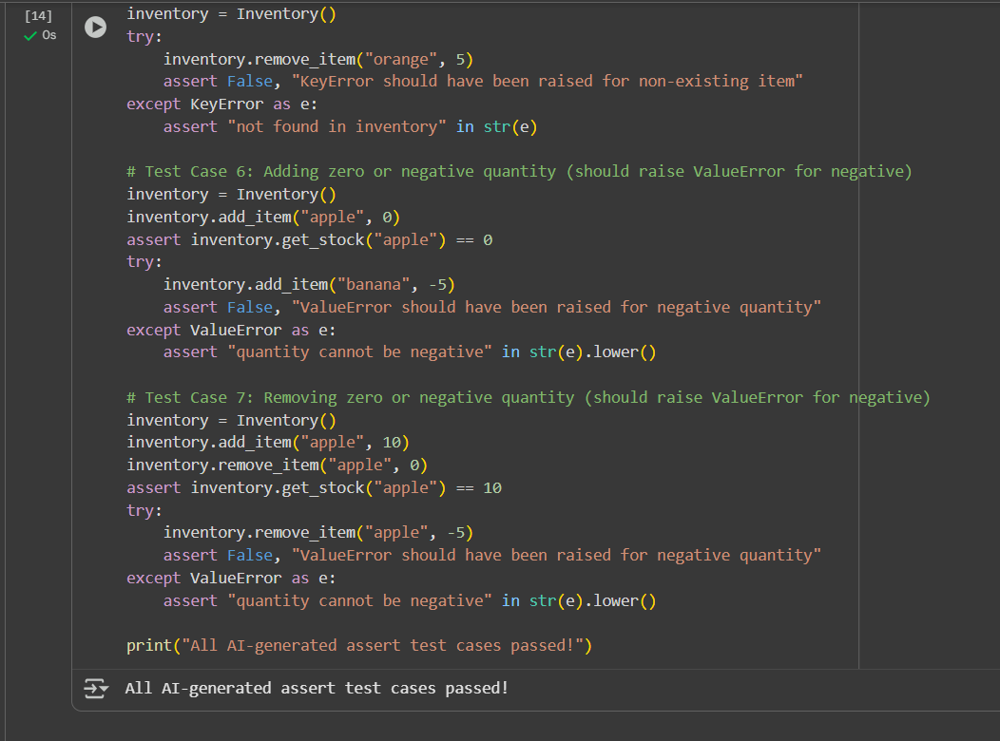 [14]
0s
inventory = Inventory()
try:
    inventory.remove_item("orange", 5)
    assert False, "KeyError should have been raised for non-existing item"
except KeyError as e:
    assert "not found in inventory" in str(e)

# Test Case 6: Adding zero or negative quantity (should raise ValueError for negative)
inventory = Inventory()
inventory.add_item("apple", 0)
assert inventory.get_stock("apple") == 0
try:
    inventory.add_item("banana", -5)
    assert False, "ValueError should have been raised for negative quantity"
except ValueError as e:
    assert "quantity cannot be negative" in str(e).lower()

# Test Case 7: Removing zero or negative quantity (should raise ValueError for negative)
inventory = Inventory()
inventory.add_item("apple", 10)
inventory.remove_item("apple", 0)
assert inventory.get_stock("apple") == 10
try:
    inventory.remove_item("apple", -5)
    assert False, "ValueError should have been raised for negative quantity"
except ValueError as e:
    assert "quantity cannot be negative" in str(e).lower()

print("All AI-generated assert test cases passed!")
All AI-generated assert test cases passed!